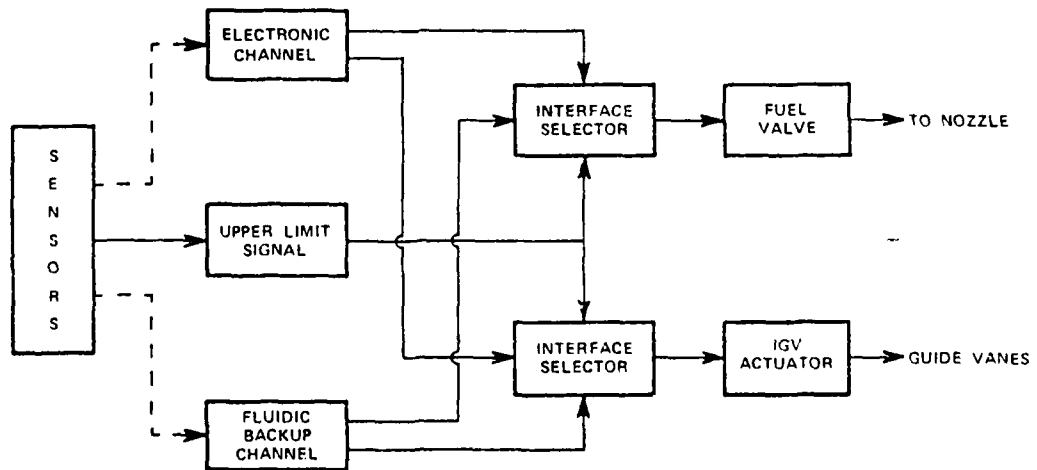 ELECTRONIC
CHANNEL
INTERFACE
SELECTOR
FUEL
VALVE
TO NOZZLE
SENSORS
UPPER LIMIT
SIGNAL
INTERFACE
SELECTOR
IGV
ACTUATOR
GUIDE VANES
FLUIDIC
BACKUP
CHANNEL